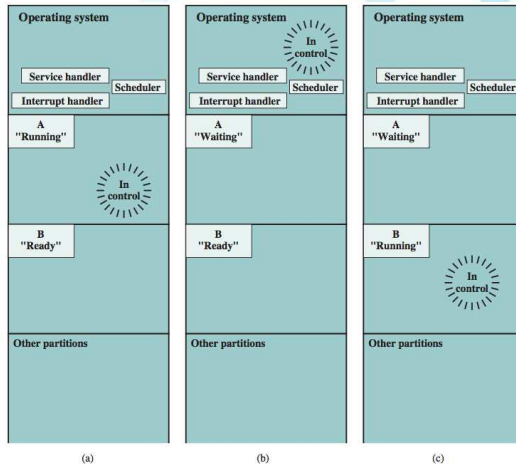 Operating system
Service handler
Scheduler
Interrupt handler
A
"Running"
In
control
B
"Ready"
Other partitions
(a)
Operating system
In
control
Service handler
Scheduler
Interrupt handler
A
"Waiting"
B
"Ready"
Other partitions
(b)
Operating system
Service handler
Scheduler
Interrupt handler
A
"Waiting"
B
"Running"
In
control
Other partitions
(c)